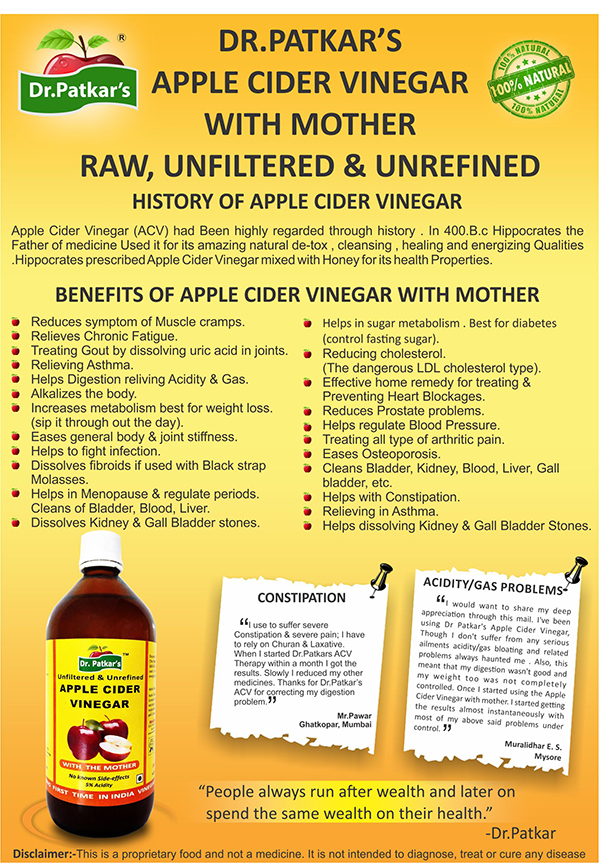 Dr.Patkar's
®
DR.PATKAR'S
APPLE CIDER VINEGAR
WITH MOTHER
RAW, UNFILTERED & UNREFINED
100% NATURAL
100% NATURAL
100% NATURAL
HISTORY OF APPLE CIDER VINEGAR
Apple Cider Vinegar (ACV) had Been highly regarded through history . In 400.B.c Hippocrates the
Father of medicine Used it for its amazing natural de-tox , cleansing , healing and energizing Qualities
.Hippocrates prescribed Apple Cider Vinegar mixed with Honey for its health Properties.
BENEFITS OF APPLE CIDER VINEGAR WITH MOTHER
Reduces symptom of Muscle cramps.
Relieves Chronic Fatigue.
Treating Gout by dissolving uric acid in joints.
Relieving Asthma.
Helps Digestion reliving Acidity & Gas.
Alkalizes the body.
Increases metabolism best for weight loss.
(sip it through out the day).
Eases general body & joint stiffness.
Helps to fight infection.
Dissolves fibroids if used with Black strap
Molasses.
Helps in Menopause & regulate periods.
Cleans of Bladder, Blood, Liver.
Dissolves Kidney & Gall Bladder stones.
Helps in sugar metabolism . Best for diabetes
(control fasting sugar).
Reducing cholesterol.
(The dangerous LDL cholesterol type).
Effective home remedy for treating &
Preventing Heart Blockages.
Reduces Prostate problems.
Helps regulate Blood Pressure.
Treating all type of arthritic pain.
Eases Osteoporosis.
Cleans Bladder, Kidney, Blood, Liver, Gall
bladder, etc.
Helps with Constipation.
Relieving in Asthma.
Helps dissolving Kidney & Gall Bladder Stones.
Dr. Patkar's
TM
Unfiltered & Unrefined
APPLE CIDER
VINEGAR
WITH THE MOTHER
No known Side-effects
5% Acidity
FIRST TIME IN INDIA VINEG
CONSTIPATION
"I use to suffer severe
Constipation & severe pain; I have
to rely on Churan & Laxative.
When I started Dr.Patkars ACV
Therapy within a month I got the
results. Slowly I reduced my other
medicines. Thanks for Dr.Patkar's
ACV for correcting my digestion
problem."
Mr.Pawar
Ghatkopar, Mumbai
ACIDITY/GAS PROBLEMS
"I would want to share my deep
appreciation through this mail. I've been
using Dr Patkar's Apple Cider Vinegar,
Though I don't suffer from any serious
ailments acidity/gas bloating and related
problems always haunted me . Also, this
meant that my digestion wasn't good and
my weight too was not completely
controlled. Once I started using the Apple
Cider Vinegar with mother. I started getting
the results almost instantaneously with
most of my above said problems under
control."
Muralidhar E. S.
Mysore
"People always run after wealth and later on
spend the same wealth on their health."
-Dr.Patkar
Disclaimer:-This is a proprietary food and not a medicine. It is not intended to diagnose, treat or cure any disease